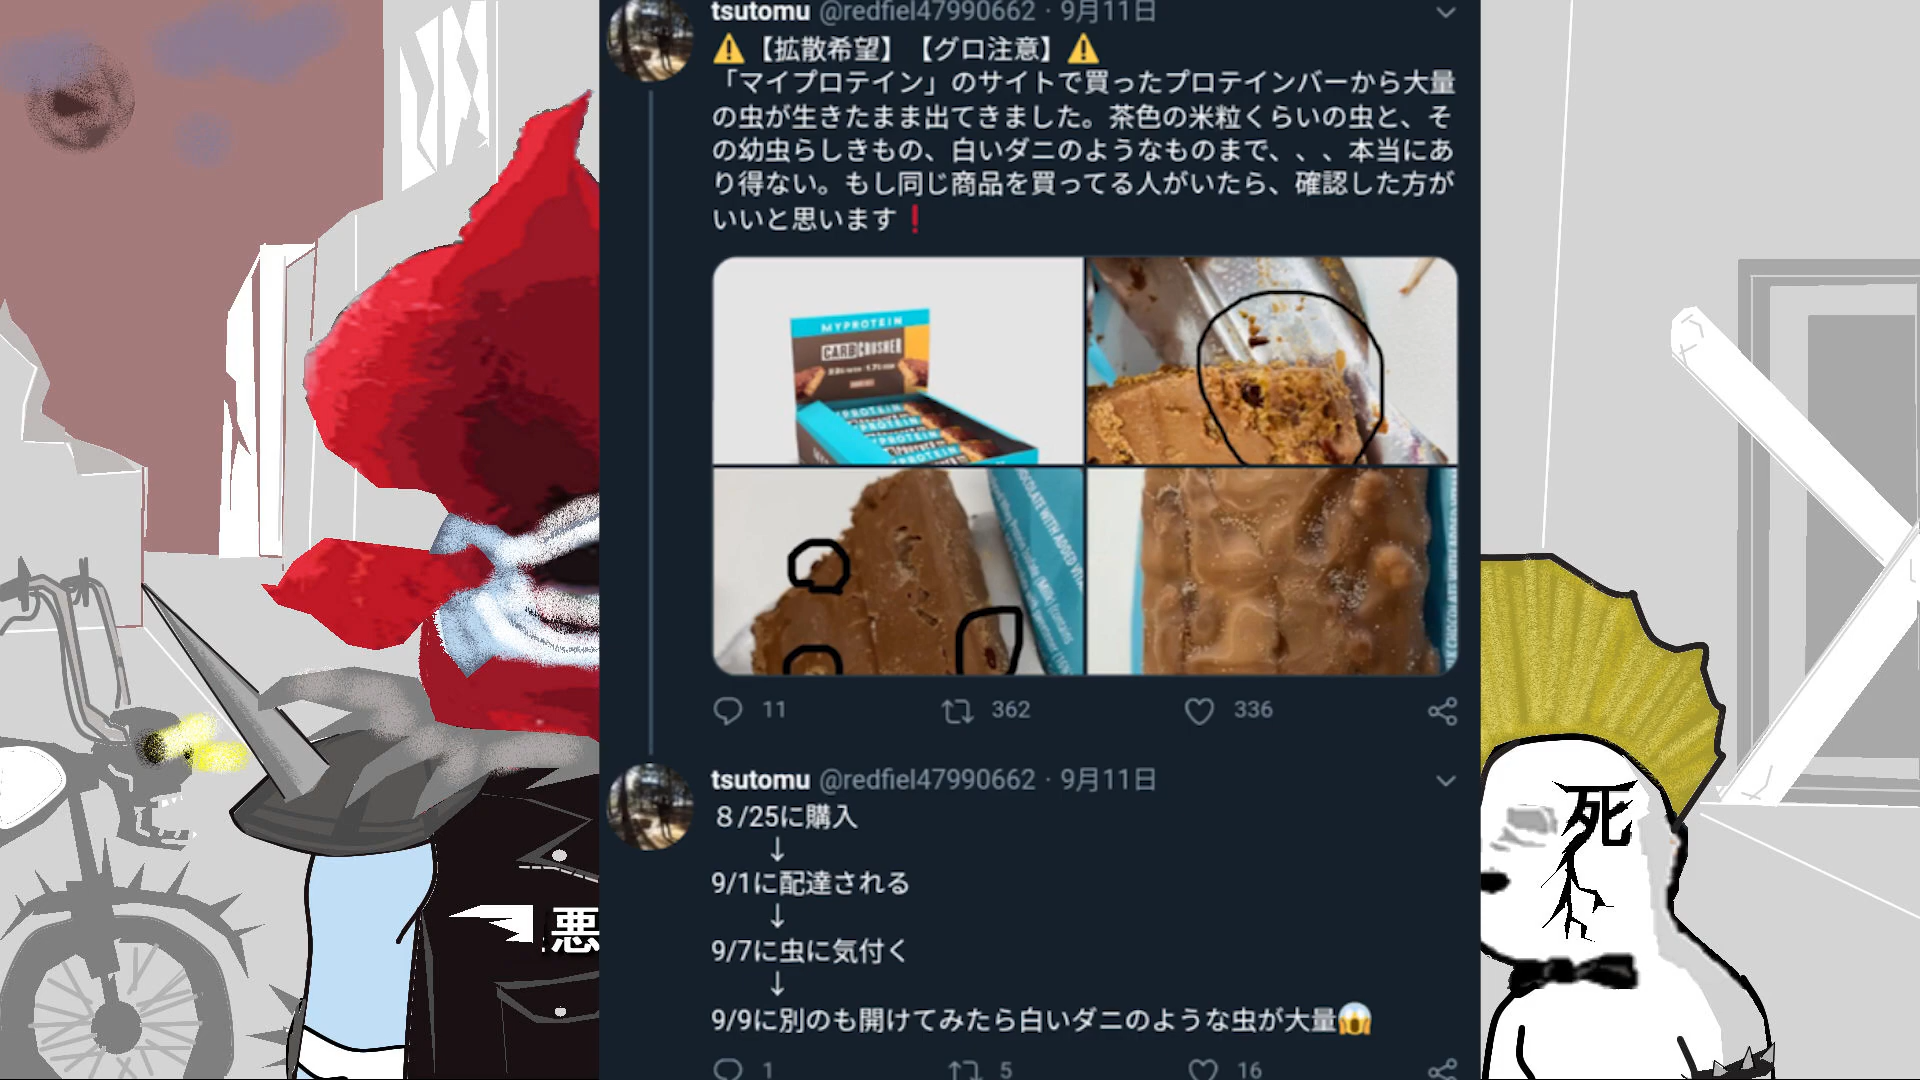 tsutomu @redfiel47990662 · 9月11日
⚠【拡散希望】【グロ注意】⚠
「マイプロテイン」のサイトで買ったプロテインバーから大量
の虫が生きたまま出てきました。茶色の米粒くらいの虫と、そ
の幼虫らしきもの、白いダニのようなものまで、、、本当にあ
り得ない。もし同じ商品を買ってる人がいたら、確認した方が
いいと思います❗
MYPROTEIN
CARB CRUSHER
MYPROTEIN
PROTEIN
PROTEIN
CHOCOLATE WITH ADDED
CHOCOLATE WITH ADDED
11 362 336
tsutomu @redfiel47990662 · 9月11日
８/25に購入
↓
9/1に配達される
↓
9/7に虫に気付く
↓
9/9に別のも開けてみたら白いダニのような虫が大量😱
1 5 16
悪
死